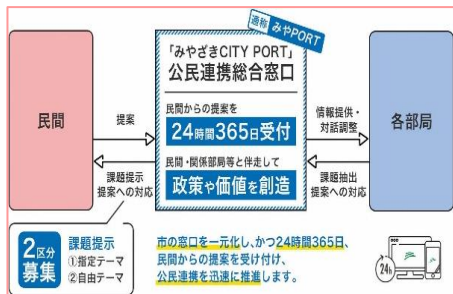 通称 みやPORT
「みやざきCITY PORT」
公民連携総合窓口
民間からの提案を
24時間365日受付
民間・関係部局等と伴走して
政策や価値を創造
民間
提案
課題提示
提案への対応
情報提供・
対話調整
課題抽出
提案への対応
各部局
2区分
募集
課題提示
①指定テーマ
②自由テーマ
市の窓口を一元化し、かつ24時間365日、
民間からの提案を受け付け、
公民連携を迅速に推進します。
24h